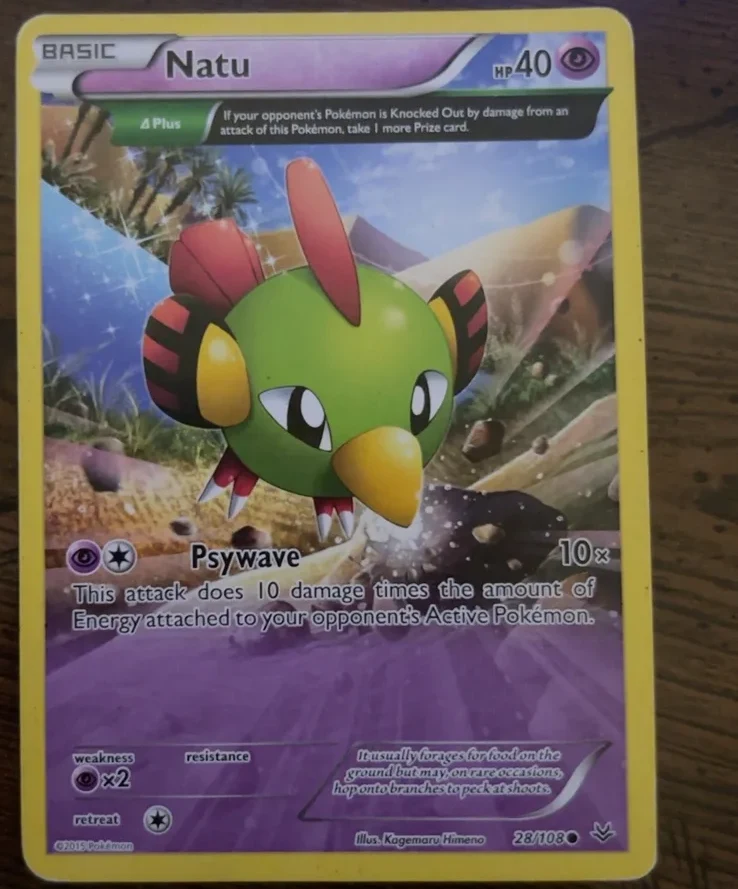 BASIC
Natu
HP40
Δ Plus
If your opponent's Pokémon is Knocked Out by damage from an
attack of this Pokémon, take 1 more Prize card.
Psywave
10×
This attack does 10 damage times the amount of
Energy attached to your opponent's Active Pokémon.
weakness
×2
resistance
retreat
It usually forages for food on the
ground but may, on rare occasions,
hop onto branches to peck at shoots.
©2015 Pokémon
Illus. Kagemaru Himeno
28/108